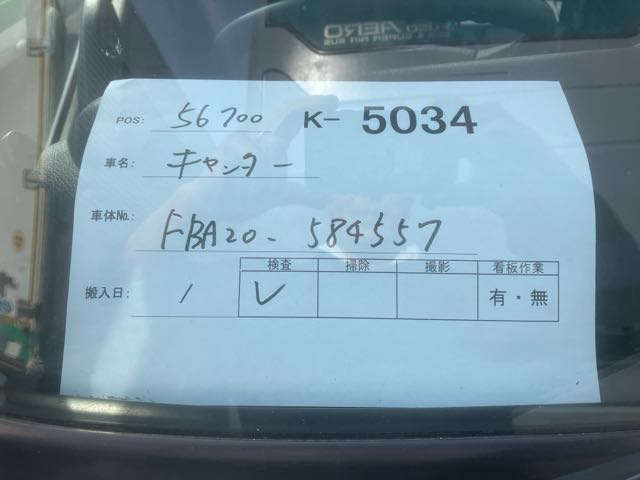 AERO
POS: 56700 K- 5034
車名: キャンター
車体No.: FBA20-584557
検査 掃除 撮影 看板作業
搬入日: / ✓ 有・無